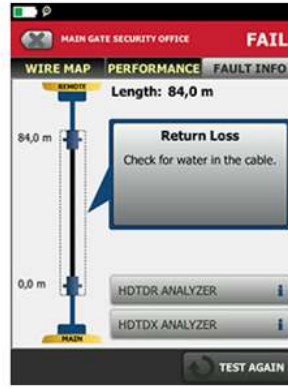 MAIN GATE SECURITY OFFICE FAIL
WIRE MAP PERFORMANCE FAULT INFO
REMOTE
Length: 84,0 m
84,0 m
Return Loss
Check for water in the cable.
0,0 m
HDTDR ANALYZER i
HDTDX ANALYZER i
MAIN
TEST AGAIN